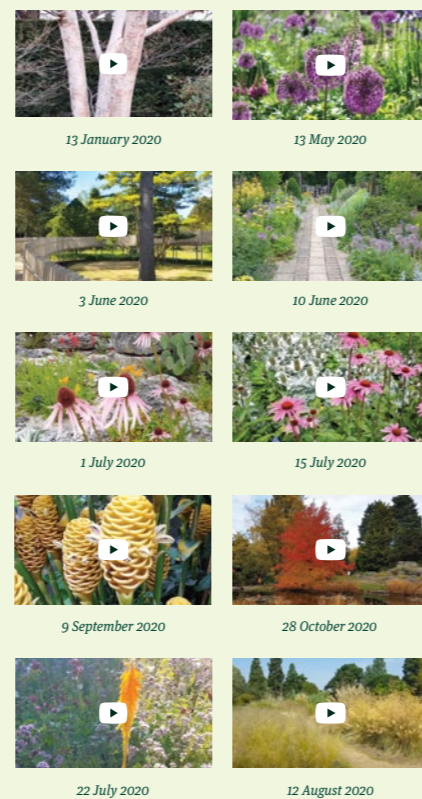 13 January 2020
13 May 2020
3 June 2020
10 June 2020
1 July 2020
15 July 2020
9 September 2020
28 October 2020
22 July 2020
12 August 2020